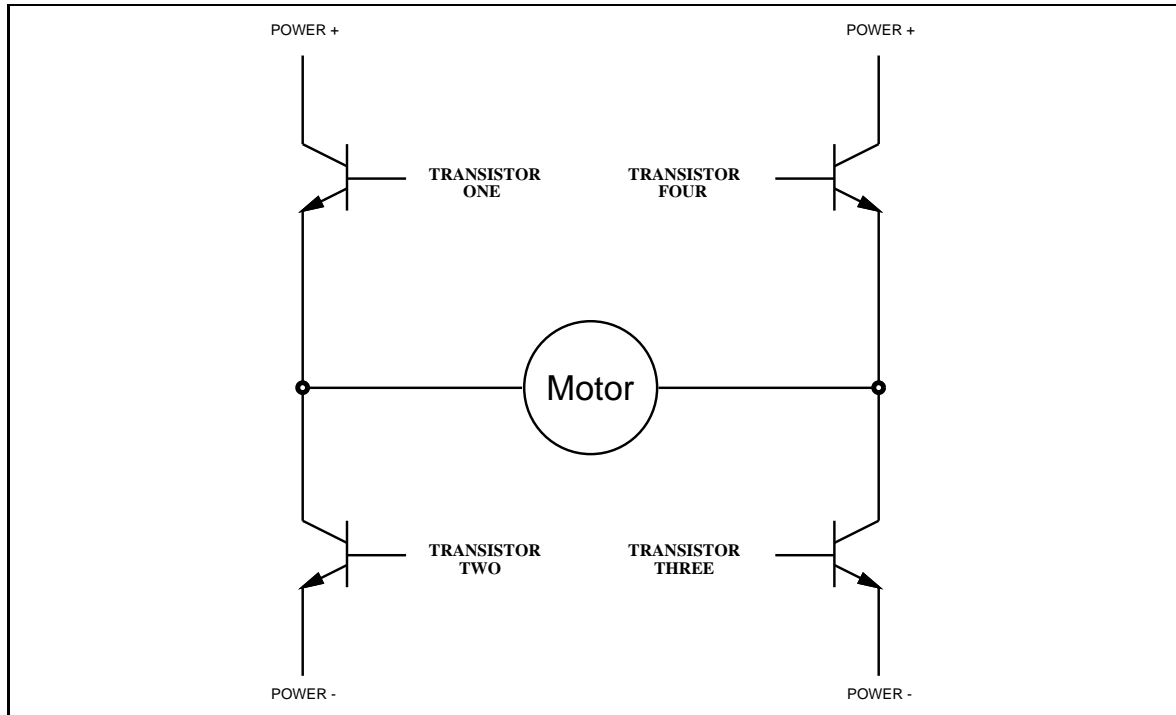 POWER +
POWER +
TRANSISTOR
ONE
TRANSISTOR
FOUR
Motor
TRANSISTOR
TWO
TRANSISTOR
THREE
POWER -
POWER -